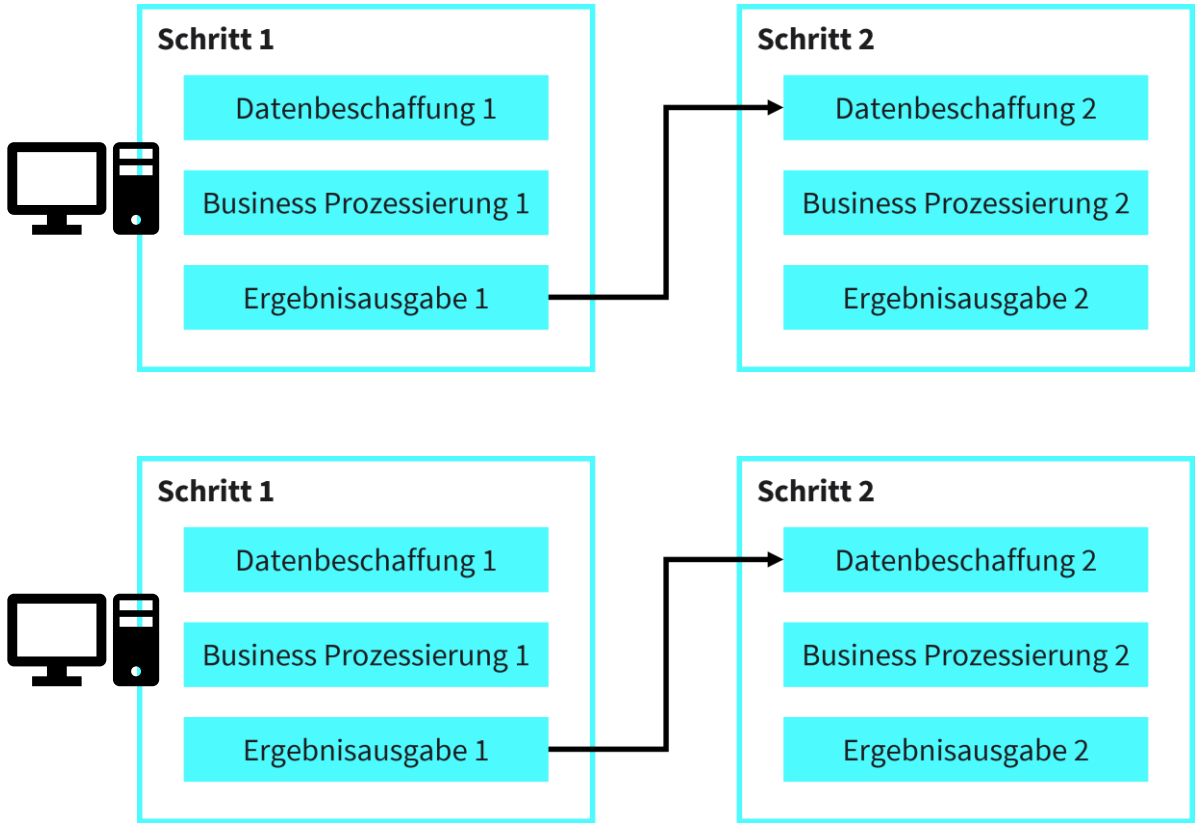 Schritt 1
Datenbeschaffung 1
Business Prozessierung 1
Ergebnisausgabe 1
Schritt 2
Datenbeschaffung 2
Business Prozessierung 2
Ergebnisausgabe 2
Schritt 1
Datenbeschaffung 1
Business Prozessierung 1
Ergebnisausgabe 1
Schritt 2
Datenbeschaffung 2
Business Prozessierung 2
Ergebnisausgabe 2